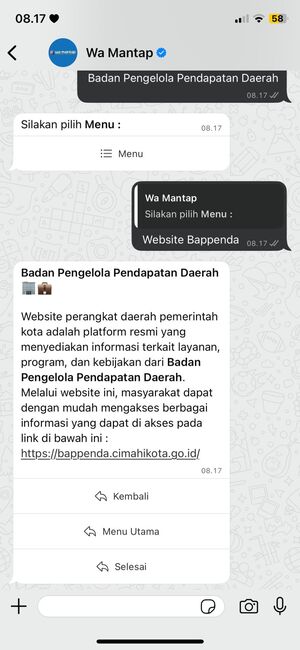 08.17
58
Wa Mantap
Badan Pengelola Pendapatan Daerah
08.17
Silakan pilih Menu :
08.17
Menu
Wa Mantap
Silakan pilih Menu :
Website Bappenda
08.17
Badan Pengelola Pendapatan Daerah
Website perangkat daerah pemerintah
kota adalah platform resmi yang
menyediakan informasi terkait layanan,
program, dan kebijakan dari Badan
Pengelola Pendapatan Daerah.
Melalui website ini, masyarakat dapat
dengan mudah mengakses berbagai
informasi yang dapat di akses pada
link di bawah ini :
https://bappenda.cimahikota.go.id/
08.17
Kembali
Menu Utama
Selesai